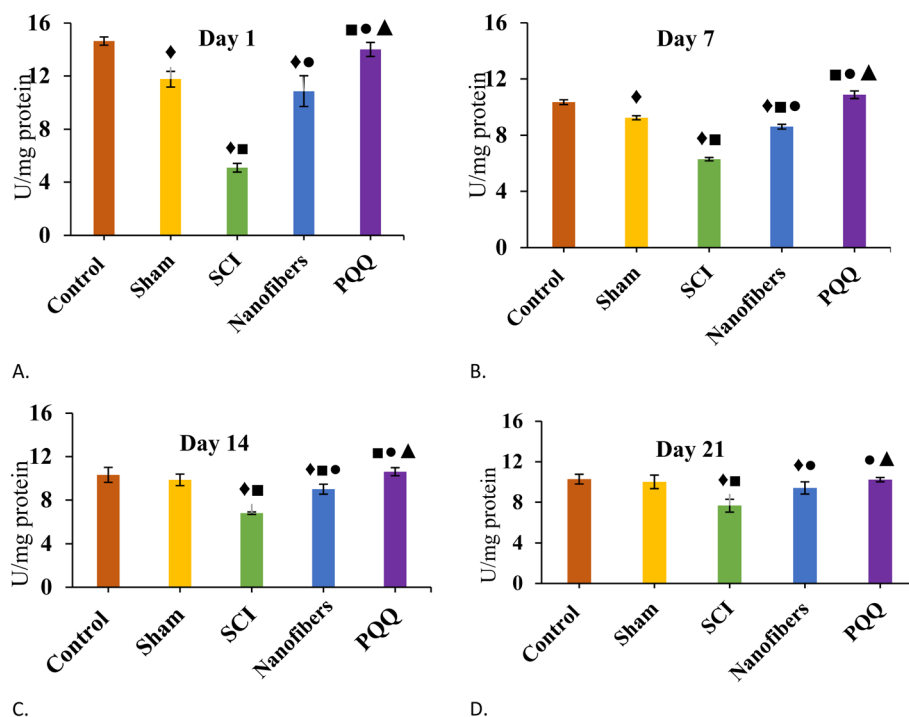 Day 1
U/mg protein
16
12
8
4
0
Control
Sham
SCI
Nanofibers
PQQ
A.
Day 7
U/mg protein
16
12
8
4
0
Control
Sham
SCI
Nanofibers
PQQ
B.
Day 14
U/mg protein
16
12
8
4
0
Control
Sham
SCI
Nanofibers
PQQ
C.
Day 21
U/mg protein
16
12
8
4
0
Control
Sham
SCI
Nanofibers
PQQ
D.